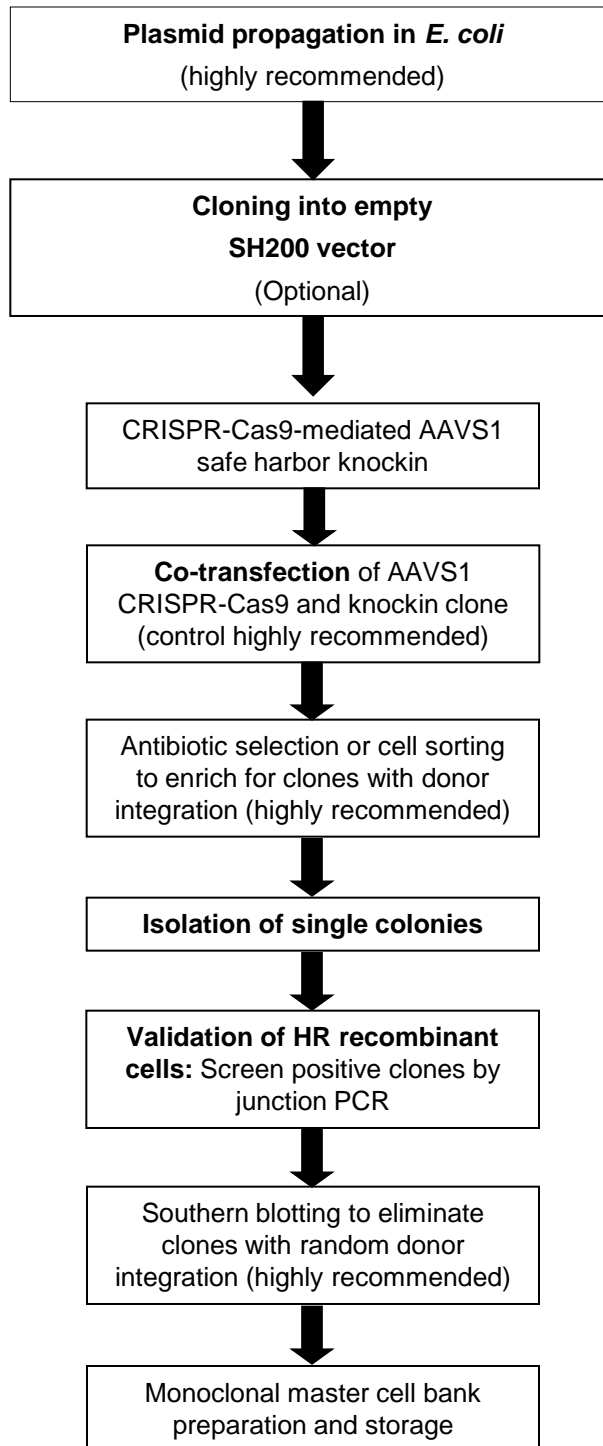 Plasmid propagation in E. coli
(highly recommended)
Cloning into empty
SH200 vector
(Optional)
CRISPR-Cas9-mediated AAVS1
safe harbor knockin
Co-transfection of AAVS1
CRISPR-Cas9 and knockin clone
(control highly recommended)
Antibiotic selection or cell sorting
to enrich for clones with donor
integration (highly recommended)
Isolation of single colonies
Validation of HR recombinant
cells: Screen positive clones by
junction PCR
Southern blotting to eliminate
clones with random donor
integration (highly recommended)
Monoclonal master cell bank
preparation and storage